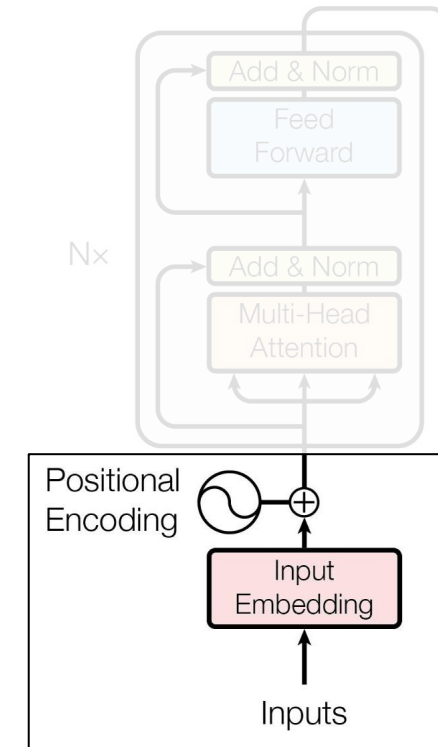 Add & Norm
Feed
Forward
Nx
Add & Norm
Multi-Head
Attention
Positional
Encoding
Input
Embedding
Inputs